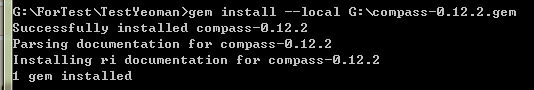 G:\ForTest\TestYeoman>gem install --local G:\compass-0.12.2.gem
Successfully installed compass-0.12.2
Parsing documentation for compass-0.12.2
Installing ri documentation for compass-0.12.2
1 gem installed